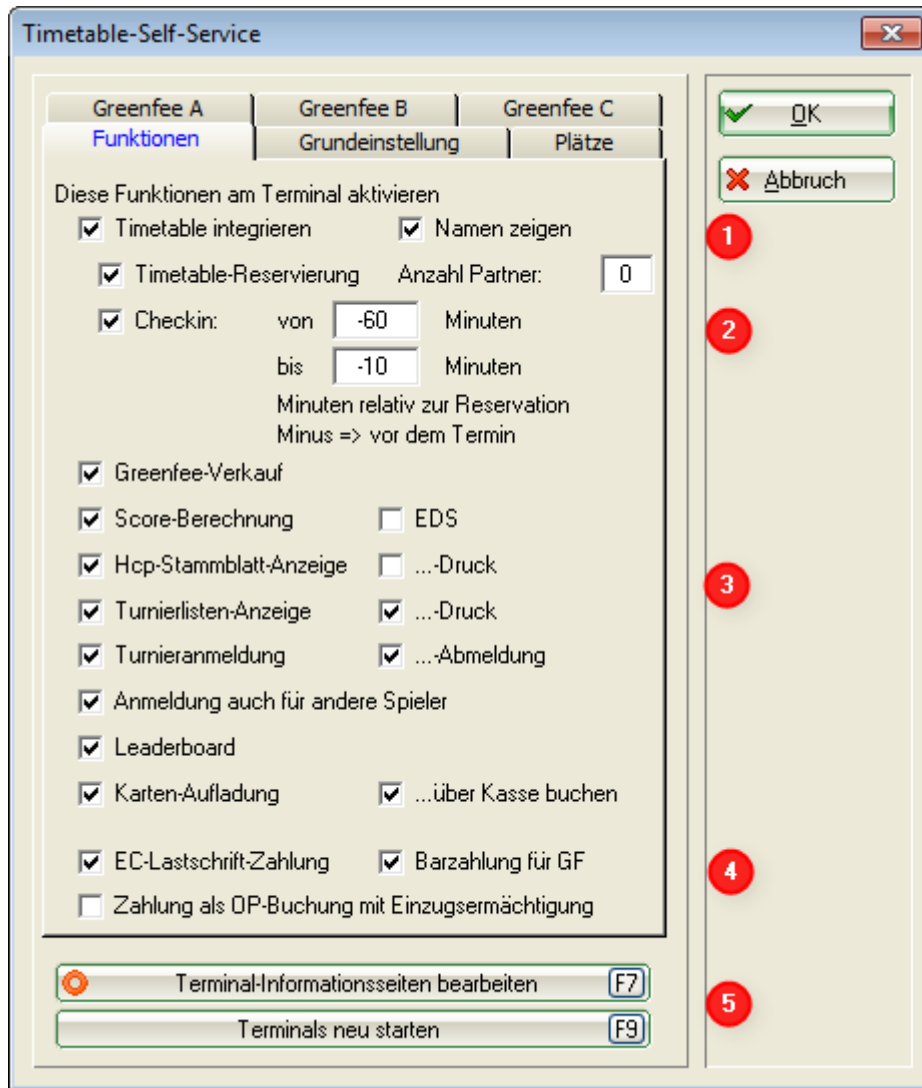 Timetable-Self-Service
Greenfee A Greenfee B Greenfee C
Funktionen Grundeinstellung Plätze
OK
Abbruch
Diese Funktionen am Terminal aktivieren
Timetable integrieren Namen zeigen 1
Timetable-Reservierung Anzahl Partner: 0
Checkin: von -60 Minuten 2
bis -10 Minuten
Minuten relativ zur Reservation
Minus => vor dem Termin
Greenfee-Verkauf
Score-Berechnung EDS
Hcp-Stammblatt-Anzeige ...-Druck 3
Turnierlisten-Anzeige ...-Druck
Turnieranmeldung ...-Abmeldung
Anmeldung auch für andere Spieler
Leaderboard
Karten-Aufladung ...über Kasse buchen
EC-Lastschrift-Zahlung Barzahlung für GF 4
Zahlung als OP-Buchung mit Einzugsermächtigung
Terminal-Informationsseiten bearbeiten F7
Terminals neu starten F9 5